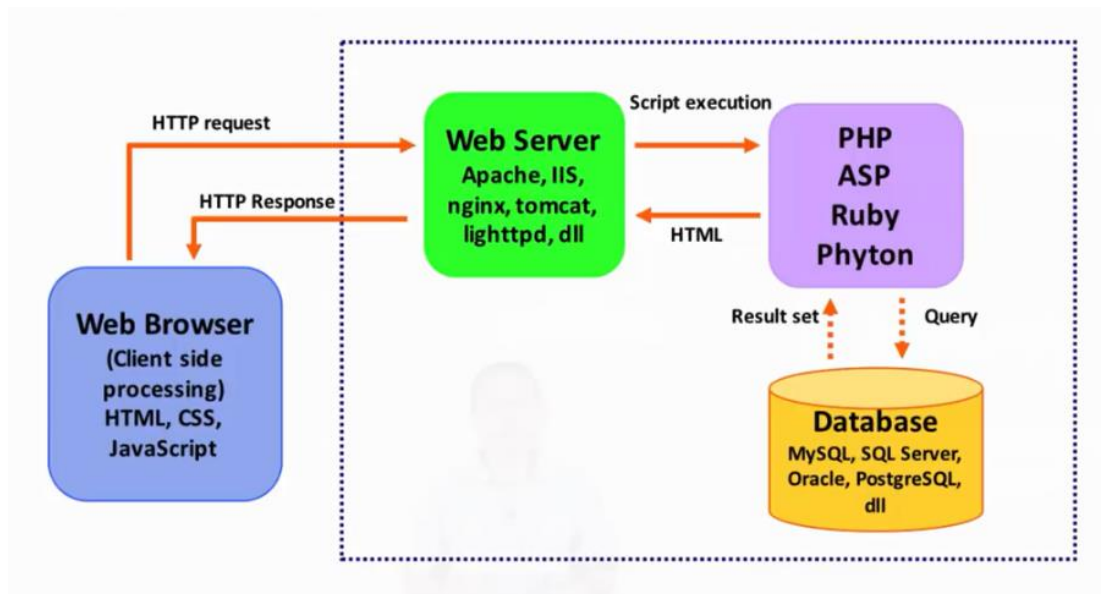 HTTP request
HTTP Response
Web Browser
(Client side
processing)
HTML, CSS,
JavaScript
Web Server
Apache, IIS,
nginx, tomcat,
lighttpd, dll
Script execution
HTML
PHP
ASP
Ruby
Phyton
Result set
Query
Database
MySQL, SQL Server,
Oracle, PostgreSQL,
dll